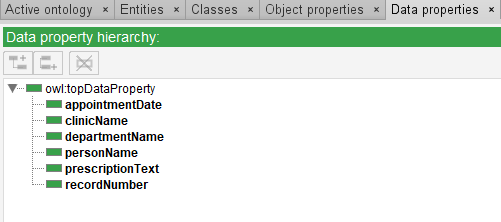 Active ontology × Entities × Classes × Object properties × Data properties ×
Data property hierarchy:
owl:topDataProperty
appointmentDate
clinicName
departmentName
personName
prescriptionText
recordNumber